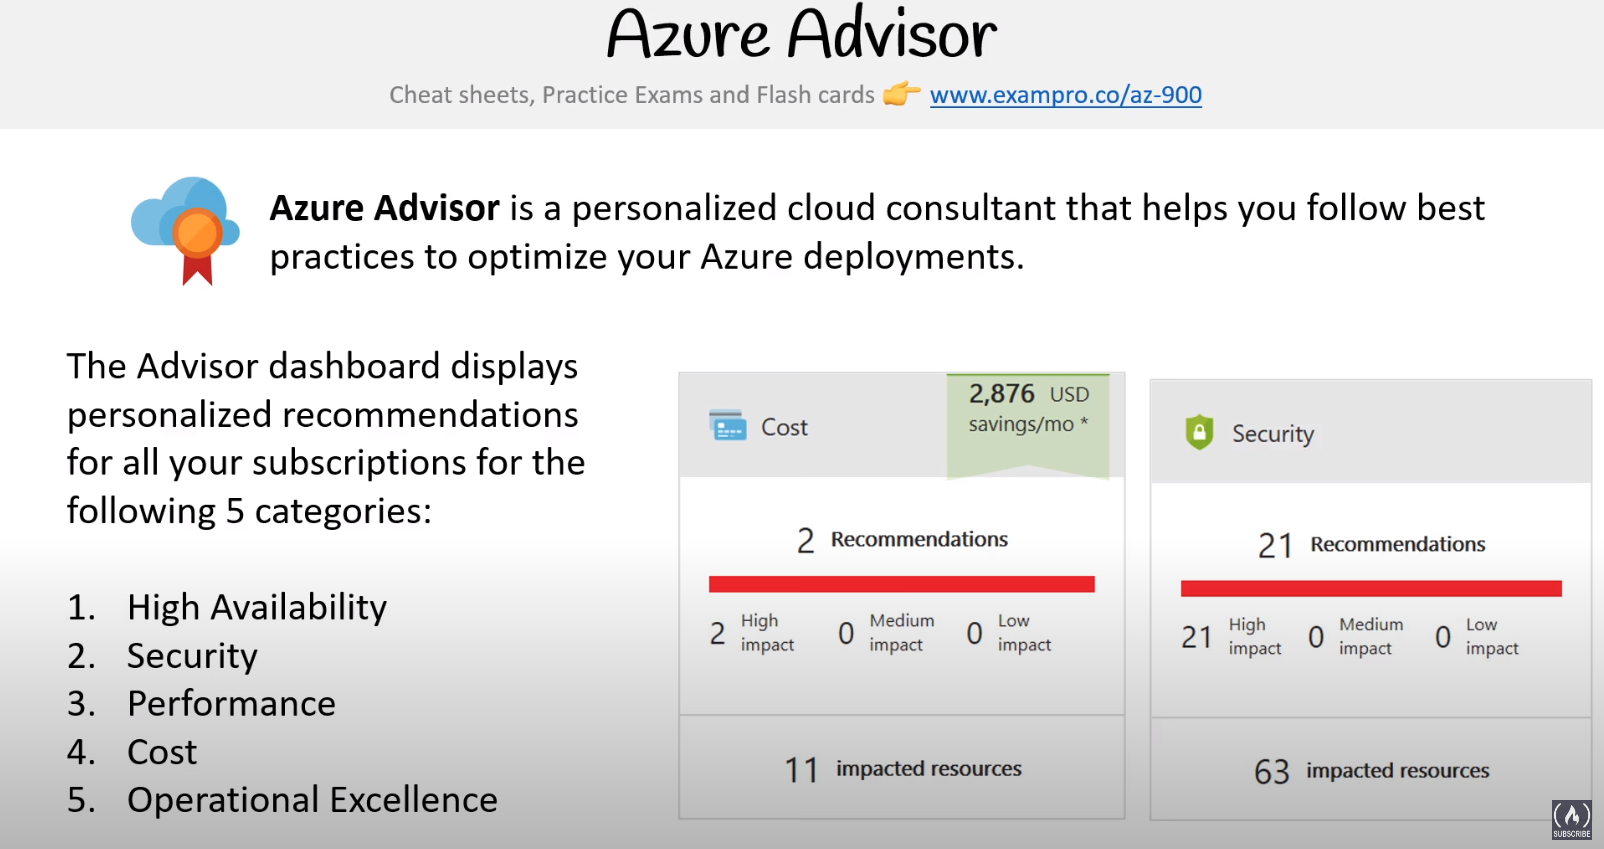 Azure Advisor
Cheat sheets, Practice Exams and Flash cards 👉 www.exampro.co/az-900
Azure Advisor is a personalized cloud consultant that helps you follow best
practices to optimize your Azure deployments.
The Advisor dashboard displays
personalized recommendations
for all your subscriptions for the
following 5 categories:
1. High Availability
2. Security
3. Performance
4. Cost
5. Operational Excellence
Cost
2,876 USD
savings/mo *
2 Recommendations
2 High impact 0 Medium impact 0 Low impact
11 impacted resources
Security
21 Recommendations
21 High impact 0 Medium impact 0 Low impact
63 impacted resources
SUBSCRIBE